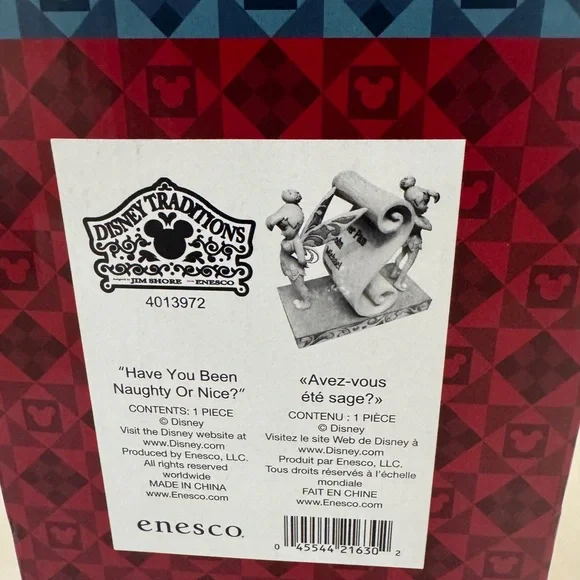 DISNEY TRADITIONS
JIM SHORE ENESCO
4013972
"Have You Been
Naughty Or Nice?"
CONTENTS: 1 PIECE
© Disney
Visit the Disney website at
www.Disney.com
Produced by Enesco, LLC.
All rights reserved
worldwide
MADE IN CHINA
www.Enesco.com
«Avez-vous
été sage?»
CONTENU : 1 PIÈCE
© Disney
Visitez le site Web de Disney à
www.Disney.com
Produit par Enesco, LLC.
Tous droits réservés à l'échelle
mondiale
FAIT EN CHINE
www.Enesco.com
enesco.
0 45544 21630 2